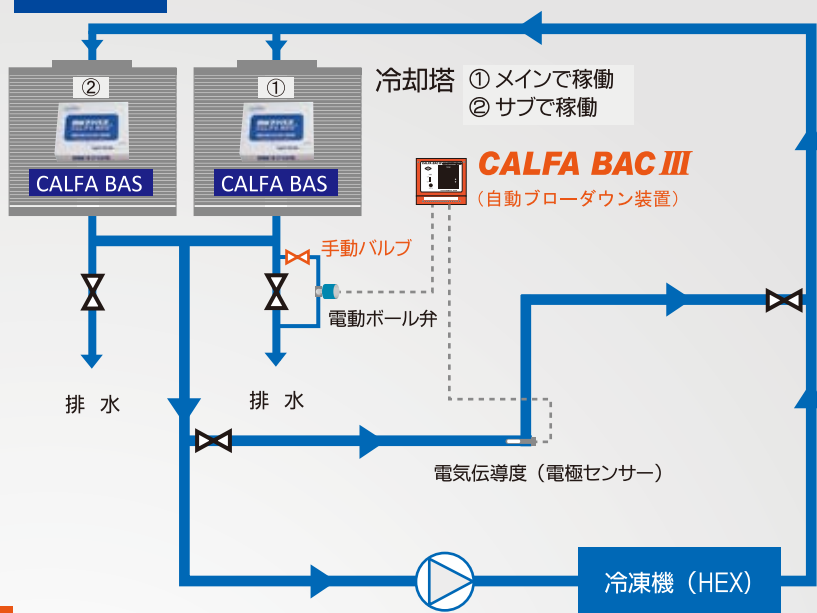 ②
①
CALFA BAS
CALFA BAS
冷却塔
① メインで稼働
② サブで稼働
CALFA BAC III
（自動ブローダウン装置）
手動バルブ
電動ボール弁
排 水
排 水
電気伝導度（電極センサー）
冷凍機（HEX）